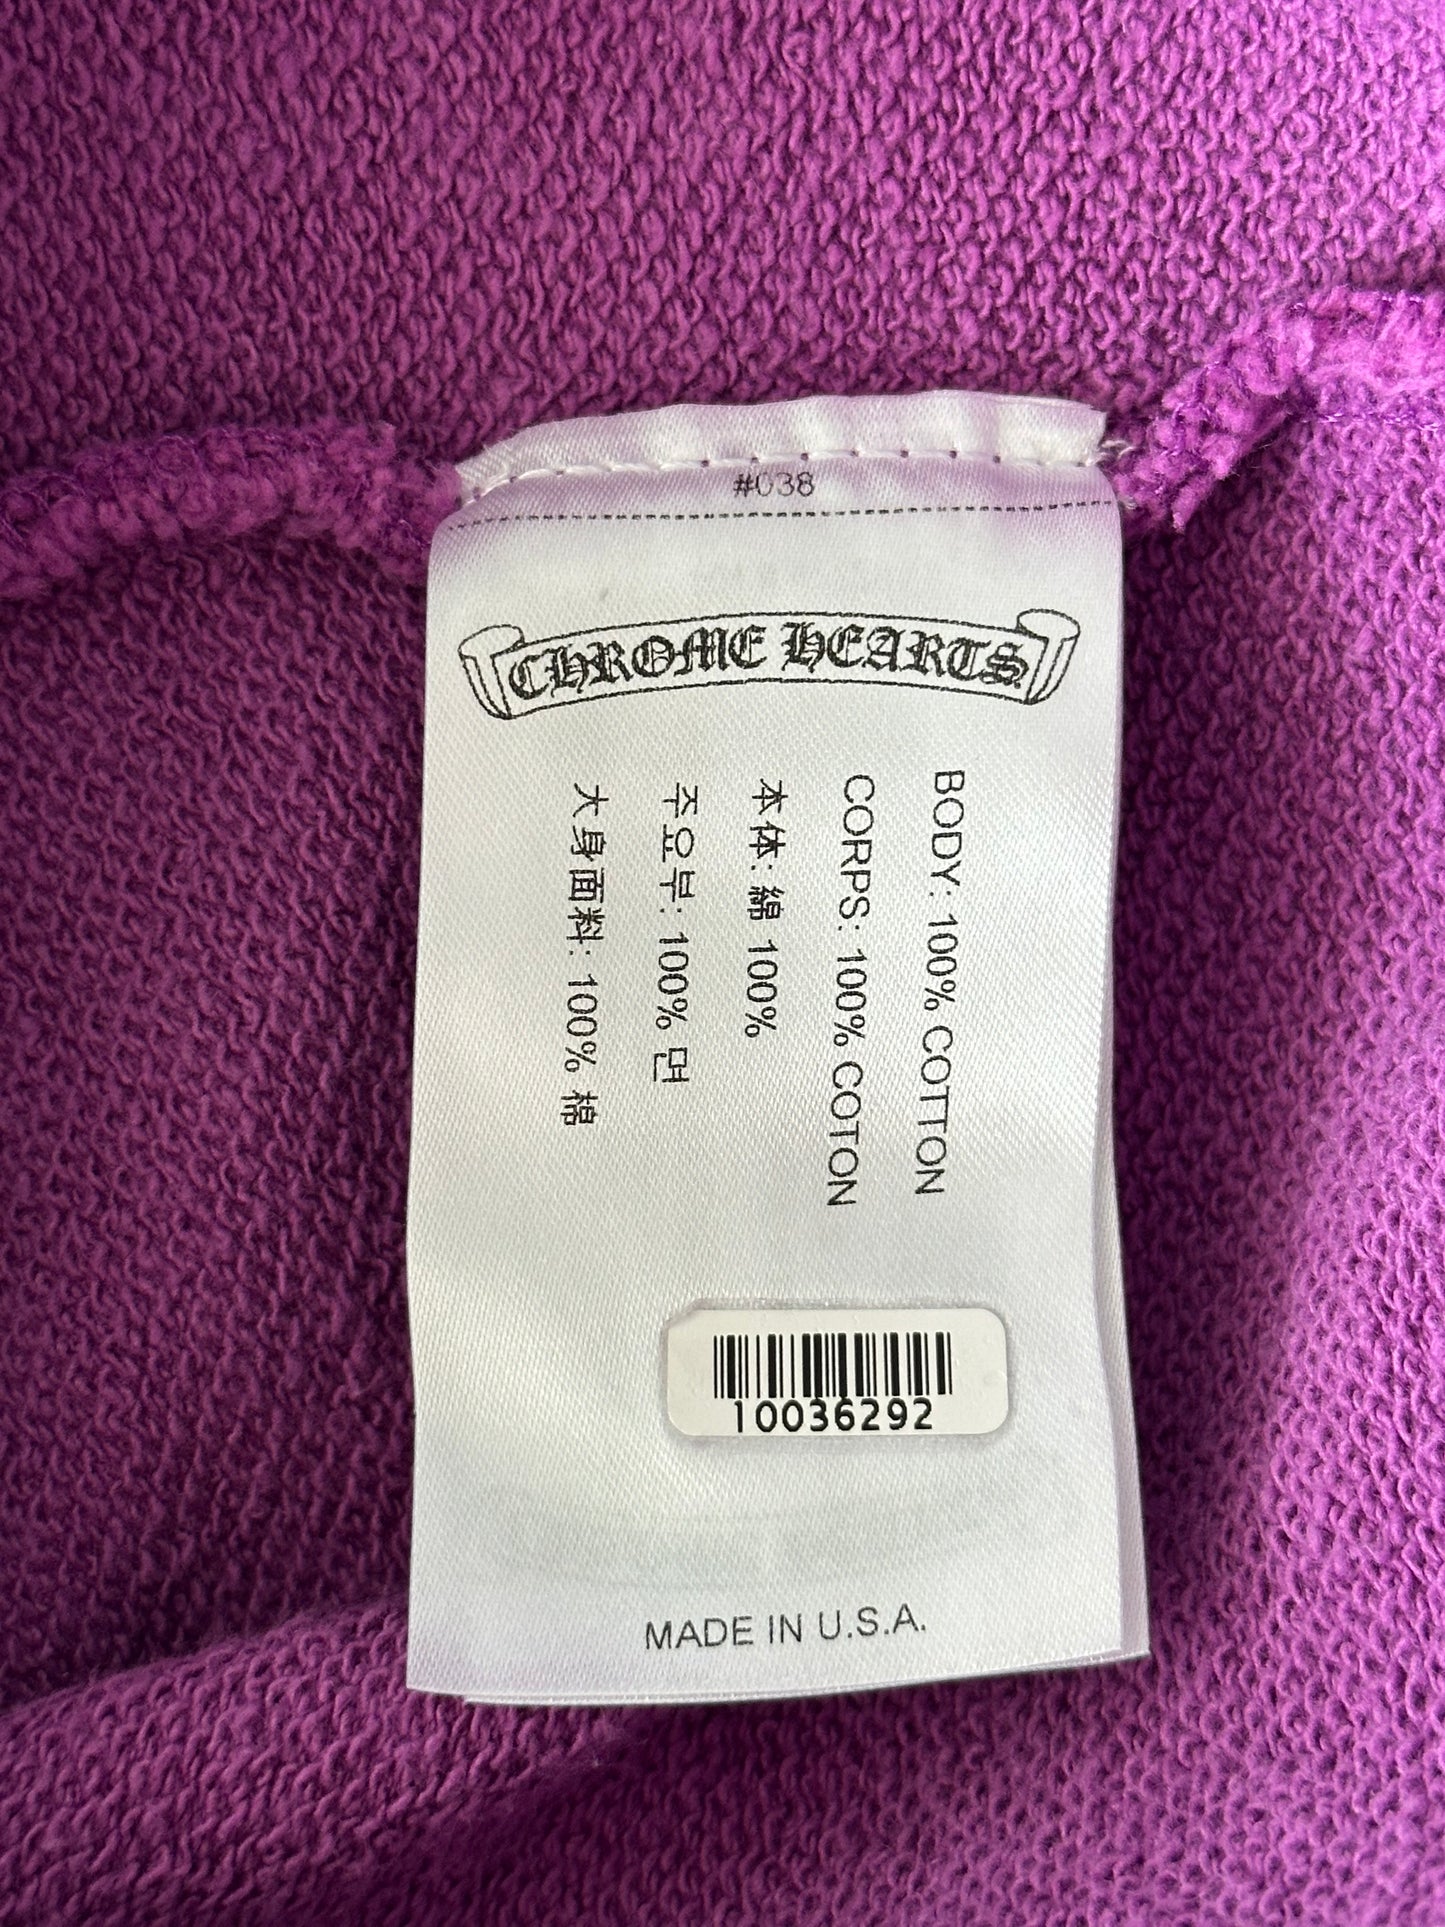 #038
CHROME HEARTS
BODY: 100% COTTON
CORPS: 100% COTON
本体: 綿 100%
주요부: 100% 면
大身面料: 100% 棉
10036292
MADE IN U.S.A.